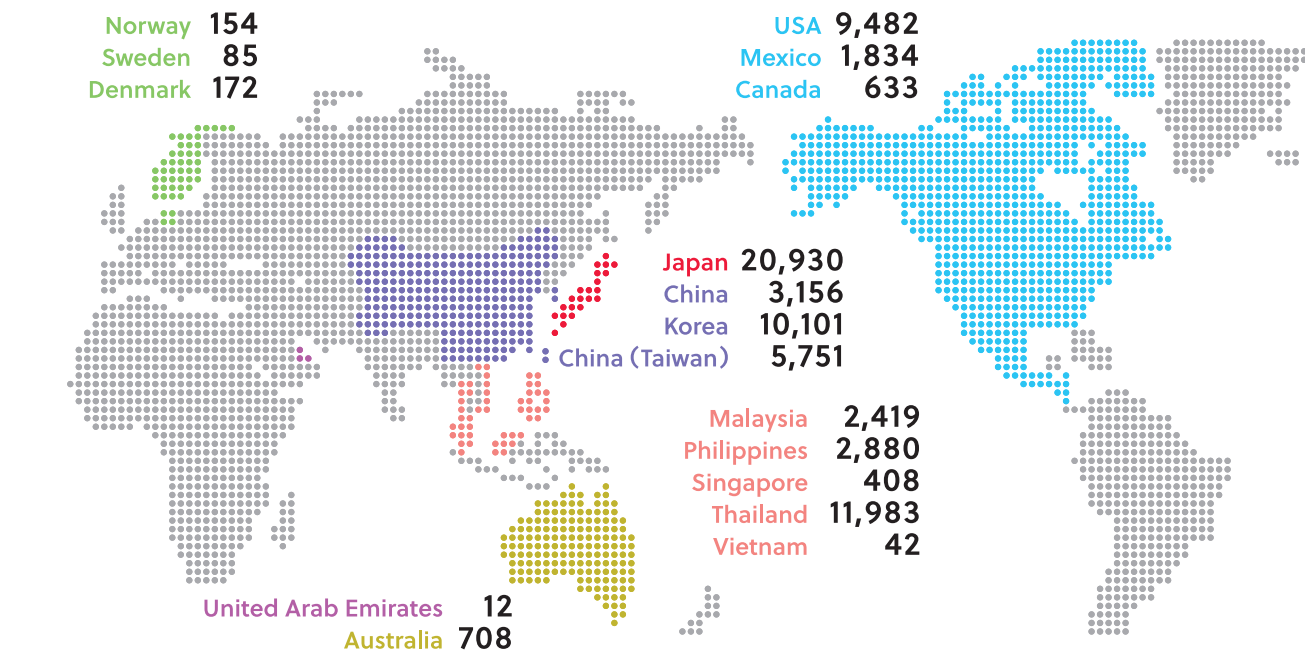 Norway 154
Sweden 85
Denmark 172
USA 9,482
Mexico 1,834
Canada 633
Japan 20,930
China 3,156
Korea 10,101
China (Taiwan) 5,751
Malaysia 2,419
Philippines 2,880
Singapore 408
Thailand 11,983
Vietnam 42
United Arab Emirates 12
Australia 708